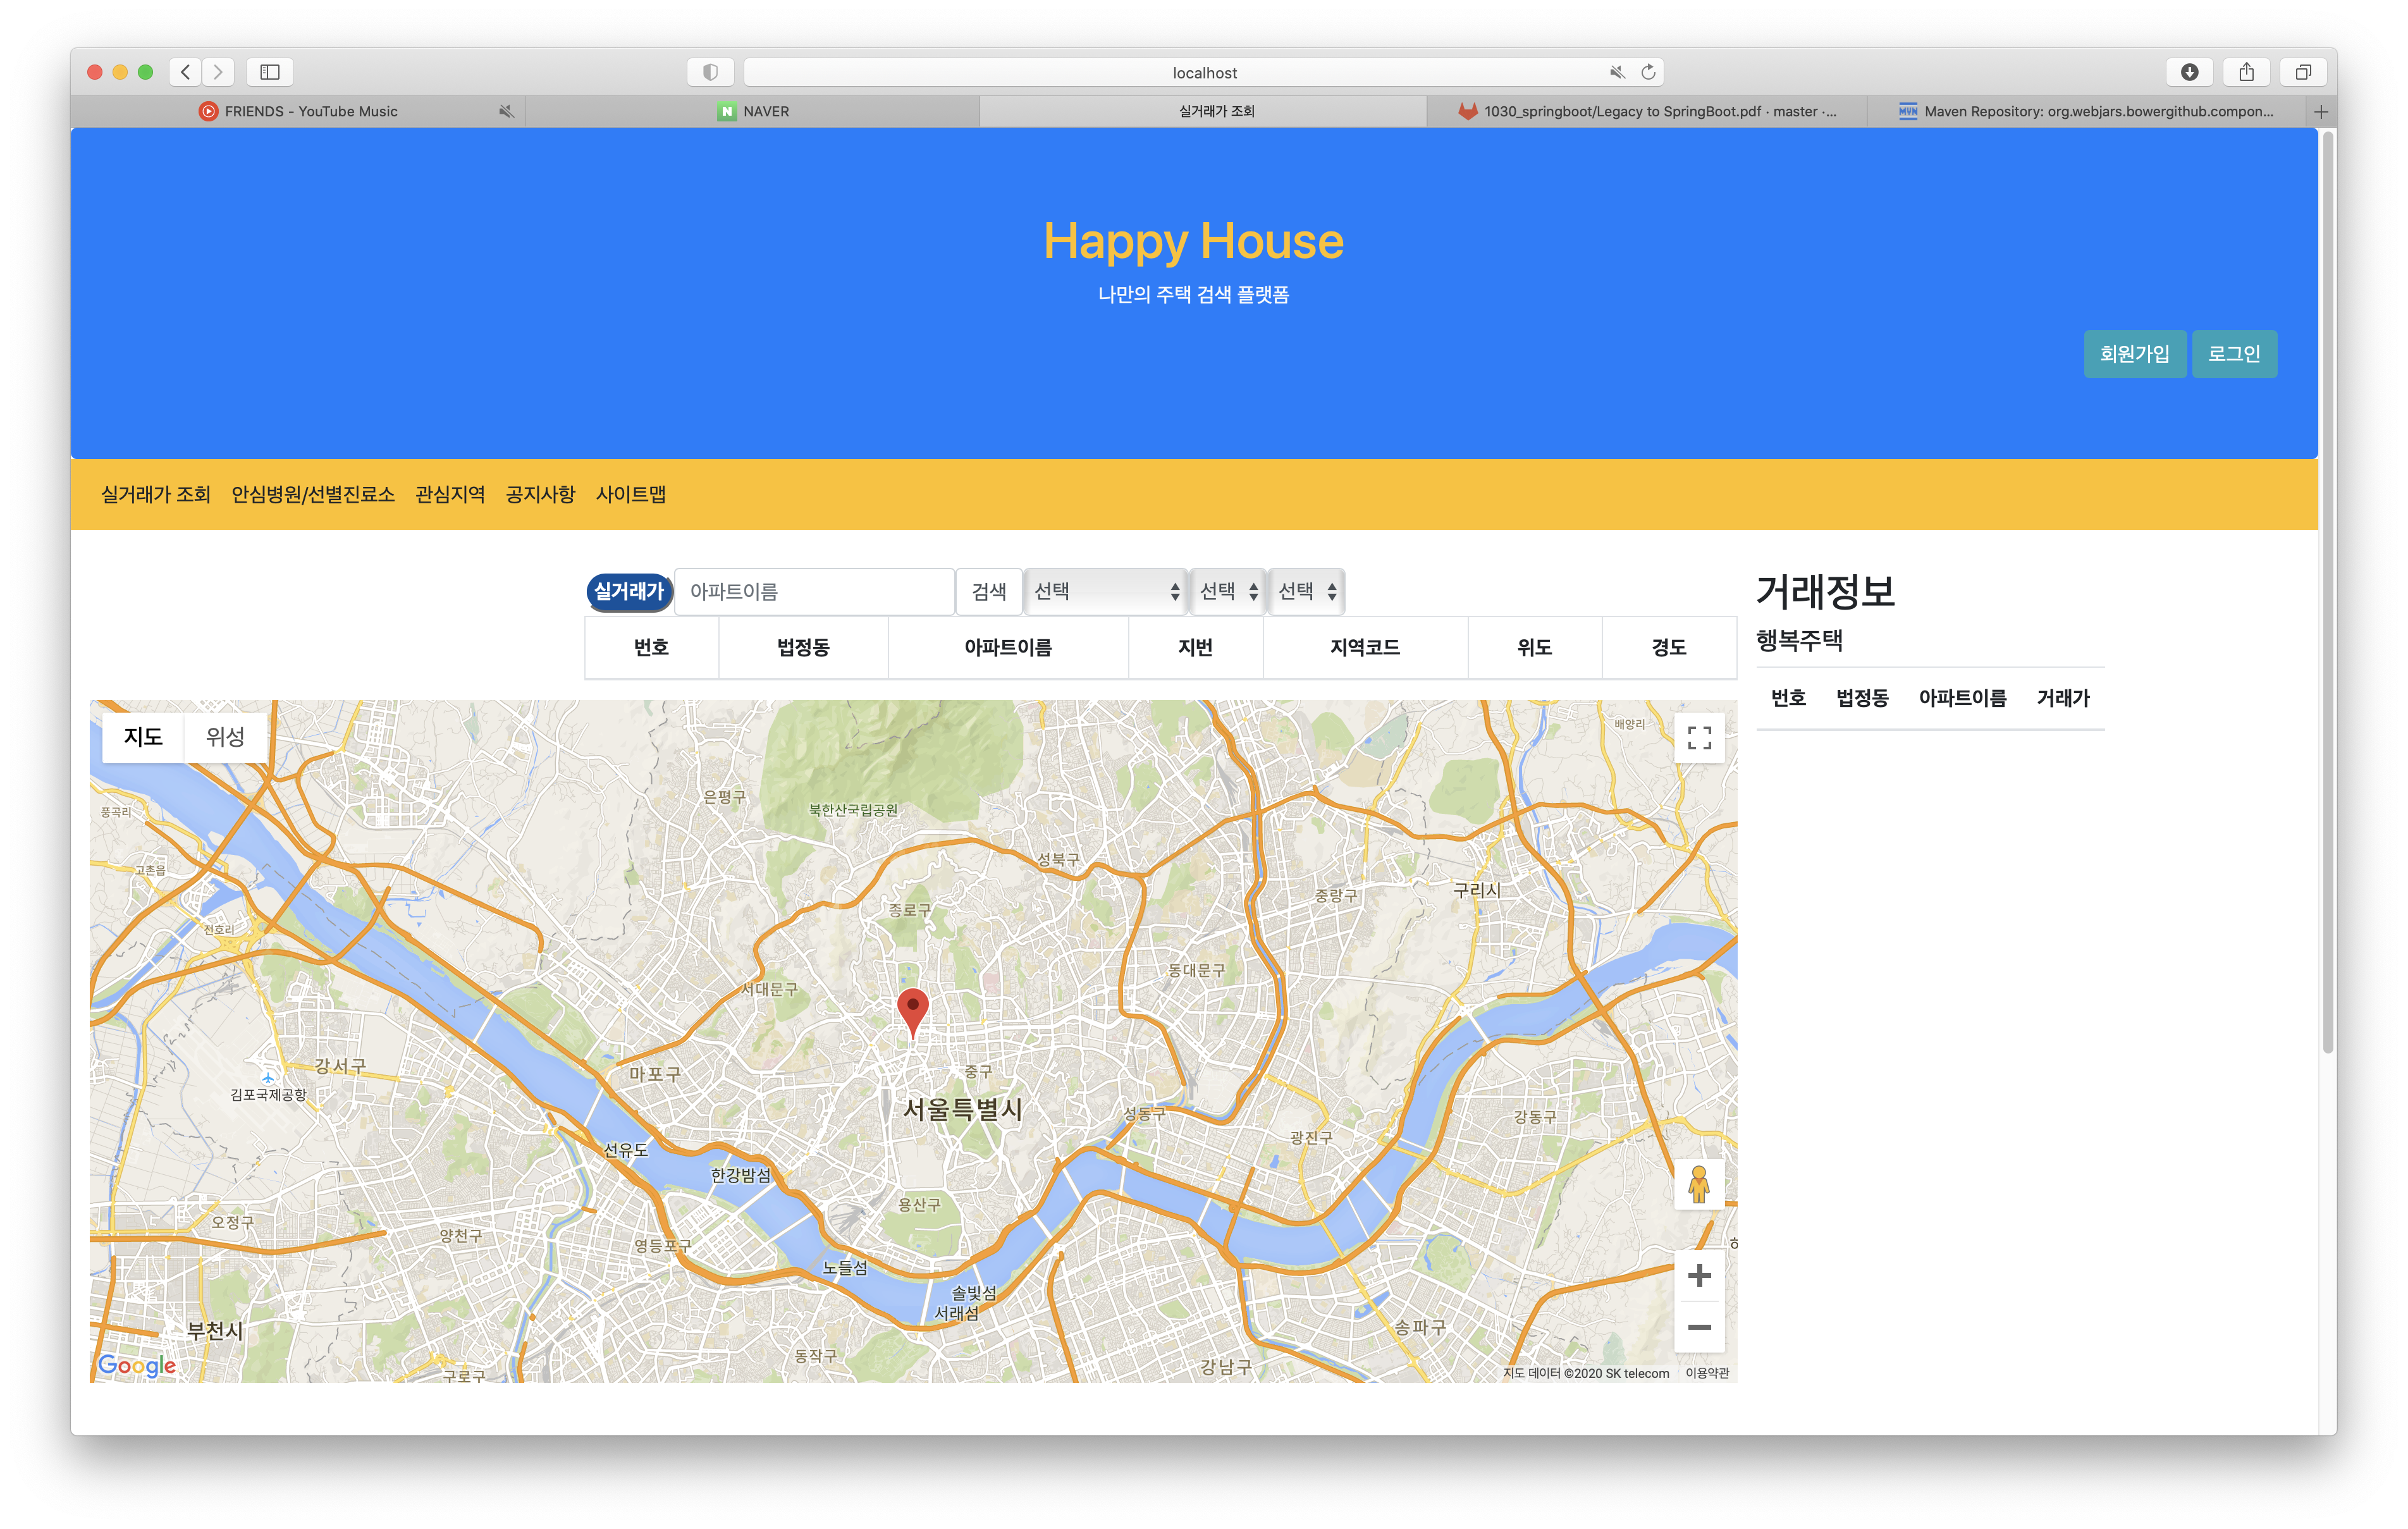 localhost
FRIENDS - YouTube Music
N NAVER
실거래가 조회
1030_springboot/Legacy to SpringBoot.pdf · master ·...
MVN Maven Repository: org.webjars.bowergithub.compon...
Happy House
나만의 주택 검색 플랫폼
회원가입 로그인
실거래가 조회 안심병원/선별진료소 관심지역 공지사항 사이트맵
실거래가 아파트이름 검색 선택 선택 선택
번호 법정동 아파트이름 지번 지역코드 위도 경도
거래정보
행복주택
번호 법정동 아파트이름 거래가
지도 위성
배양리
은평구
북한산국립공원
풍곡리
성북구
고촌읍
중랑구
구리시
종로구
전호리
동대문구
서대문구
강서구
마포구
중구
김포국제공항
서울특별시
성동구
강동구
광진구
선유도
한강밤섬
용산구
오정구
양천구
영등포구
노들섬
솔빛섬
서래섬
부천시
송파구
동작구
강남구
구로구
Google
지도 데이터 ©2020 SK telecom 이용약관